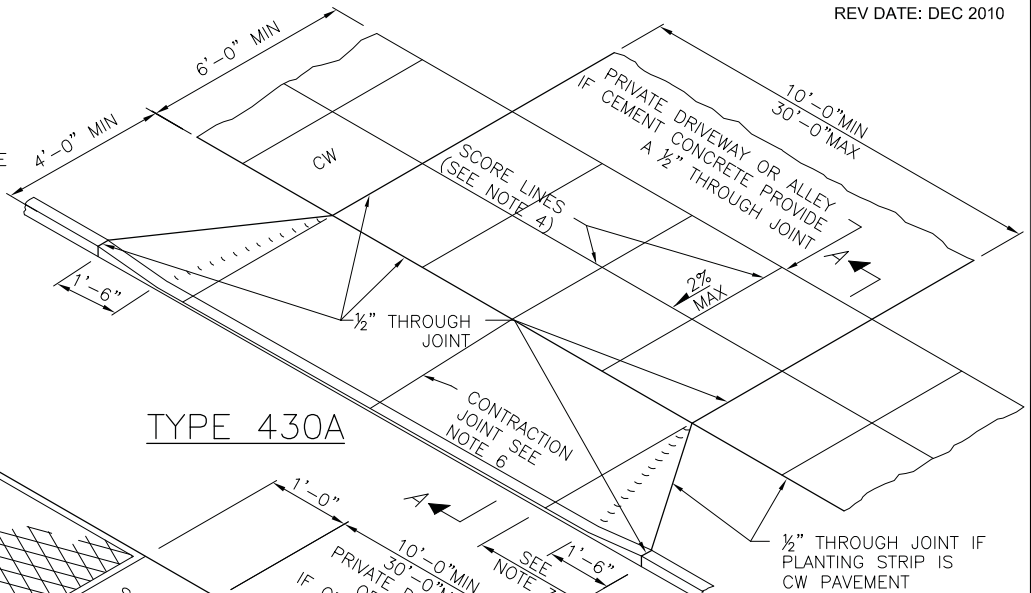 REV DATE: DEC 2010
6'-0" MIN
4'-0" MIN
E
10'-0"MIN
30'-0"MAX
PRIVATE DRIVEWAY OR ALLEY
IF CEMENT CONCRETE PROVIDE
A ½" THROUGH JOINT
CW
SCORE LINES
(SEE NOTE 4)
A
2%
MAX
1'-6"
½" THROUGH
JOINT
CONTRACTION
JOINT SEE
NOTE 6
TYPE 430A
1'-0"
A
10'-0"MIN
30'-0"M
PRIVATE D
SEE
NOTE 3
1'-6"
½" THROUGH JOINT IF
PLANTING STRIP IS
CW PAVEMENT